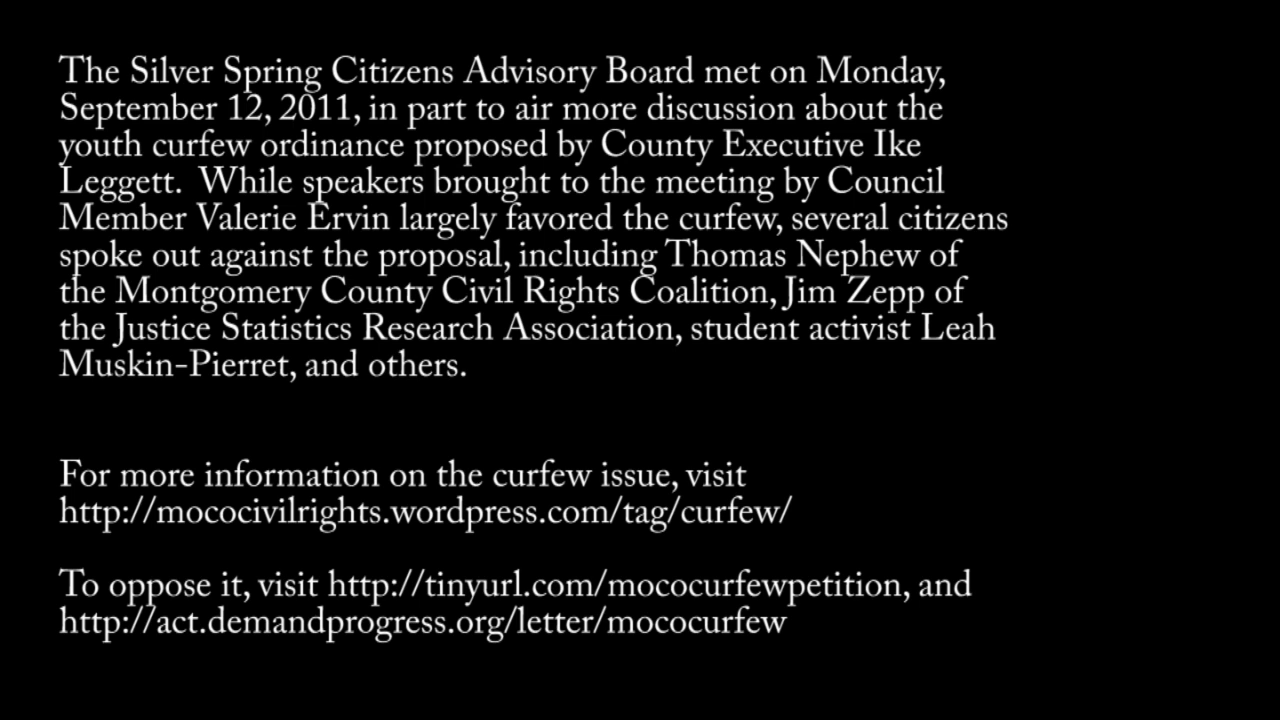 The Silver Spring Citizens Advisory Board met on Monday,
September 12, 2011, in part to air more discussion about the
youth curfew ordinance proposed by County Executive Ike
Leggett.  While speakers brought to the meeting by Council
Member Valerie Ervin largely favored the curfew, several citizens
spoke out against the proposal, including Thomas Nephew of
the Montgomery County Civil Rights Coalition, Jim Zepp of
the Justice Statistics Research Association, student activist Leah
Muskin-Pierret, and others.
For more information on the curfew issue, visit
http://mococivilrights.wordpress.com/tag/curfew/
To oppose it, visit http://tinyurl.com/mococurfewpetition, and
http://act.demandprogress.org/letter/mococurfew